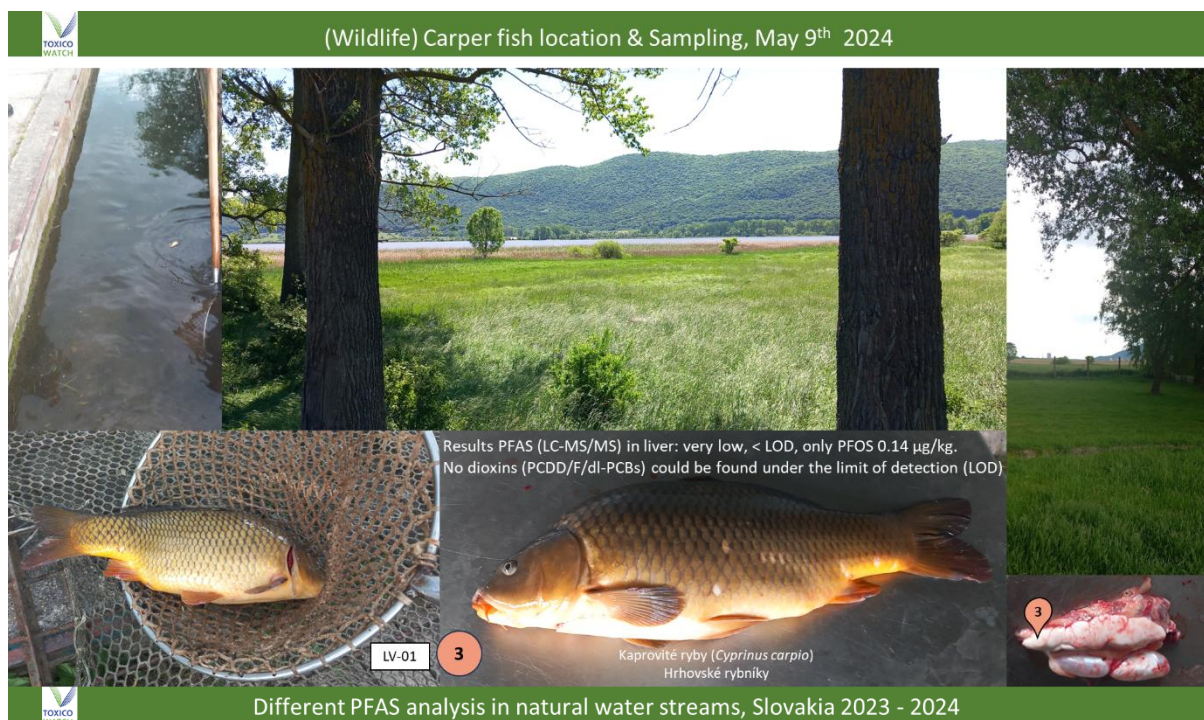 TOXICO
WATCH
(Wildlife) Carper fish location & Sampling, May 9th 2024
Results PFAS (LC-MS/MS) in liver: very low, < LOD, only PFOS 0.14 µg/kg.
No dioxins (PCDD/F/dl-PCBs) could be found under the limit of detection (LOD)
LV-01
3
Kaprovité ryby (Cyprinus carpio)
Hrhovské rybníky
3
TOXICO
WATCH
Different PFAS analysis in natural water streams, Slovakia 2023 - 2024